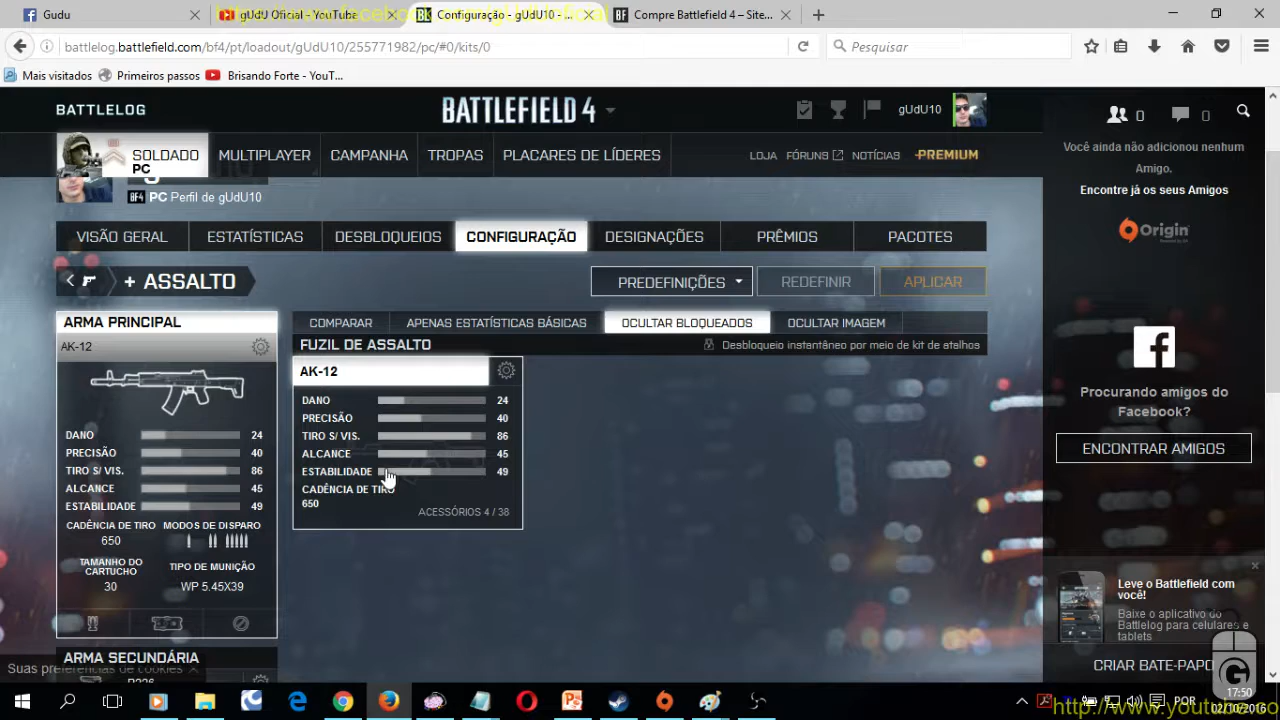 Gudu
gUdU Oficial - YouTube
Configuração - gUdU10 - ...
Compre Battlefield 4 – Site...
battlelog.battlefield.com/bf4/pt/loadout/gUdU10/255771982/pc/#0/kits/0
Pesquisar
Mais visitados
Primeiros passos
Brisando Forte - YouT...
BATTLELOG
BATTLEFIELD 4
gUdU10
0
0
SOLDADO
PC
MULTIPLAYER
CAMPANHA
TROPAS
PLACARES DE LÍDERES
LOJA
FÓRUNS
NOTÍCIAS
PREMIUM
Você ainda não adicionou nenhum
Amigo.
Encontre já os seus Amigos
BF4 PC Perfil de gUdU10
VISÃO GERAL
ESTATÍSTICAS
DESBLOQUEIOS
CONFIGURAÇÃO
DESIGNAÇÕES
PRÊMIOS
PACOTES
Origin
+ ASSALTO
PREDEFINIÇÕES
REDEFINIR
APLICAR
ARMA PRINCIPAL
AK-12
DANO 24
PRECISÃO 40
TIRO S/ VIS. 86
ALCANCE 45
ESTABILIDADE 49
CADÊNCIA DE TIRO
650
MODOS DE DISPARO
TAMANHO DO
CARTUCHO
30
TIPO DE MUNIÇÃO
WP 5.45X39
ARMA SECUNDÁRIA
COMPARAR
APENAS ESTATÍSTICAS BÁSICAS
OCULTAR BLOQUEADOS
OCULTAR IMAGEM
FUZIL DE ASSALTO
Desbloqueio instantâneo por meio de kit de atalhos
AK-12
DANO 24
PRECISÃO 40
TIRO S/ VIS. 86
ALCANCE 45
ESTABILIDADE 49
CADÊNCIA DE TIRO
650
ACESSÓRIOS 4 / 38
Procurando amigos do
Facebook?
ENCONTRAR AMIGOS
Leve o Battlefield com
você!
Baixe o aplicativo do
Battlelog para celulares e
tablets
CRIAR BATE-PAPO
Suas preferências de cookies
POR
17:50
02/10/2016
http://www.youtube.co